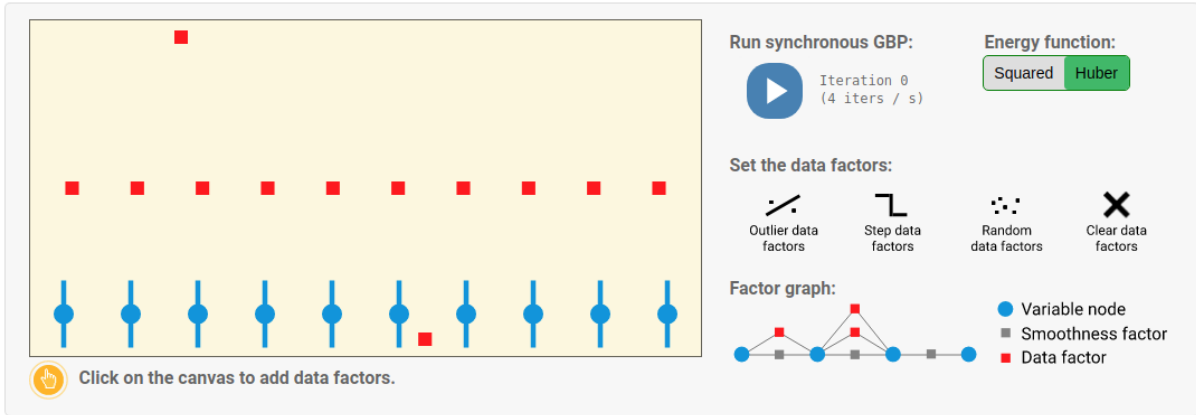 Run synchronous GBP:
Energy function:
Iteration 0
(4 iters / s)
Squared
Huber
Set the data factors:
Outlier data
factors
Step data
factors
Random
data factors
Clear data
factors
Factor graph:
Variable node
Smoothness factor
Data factor
Click on the canvas to add data factors.